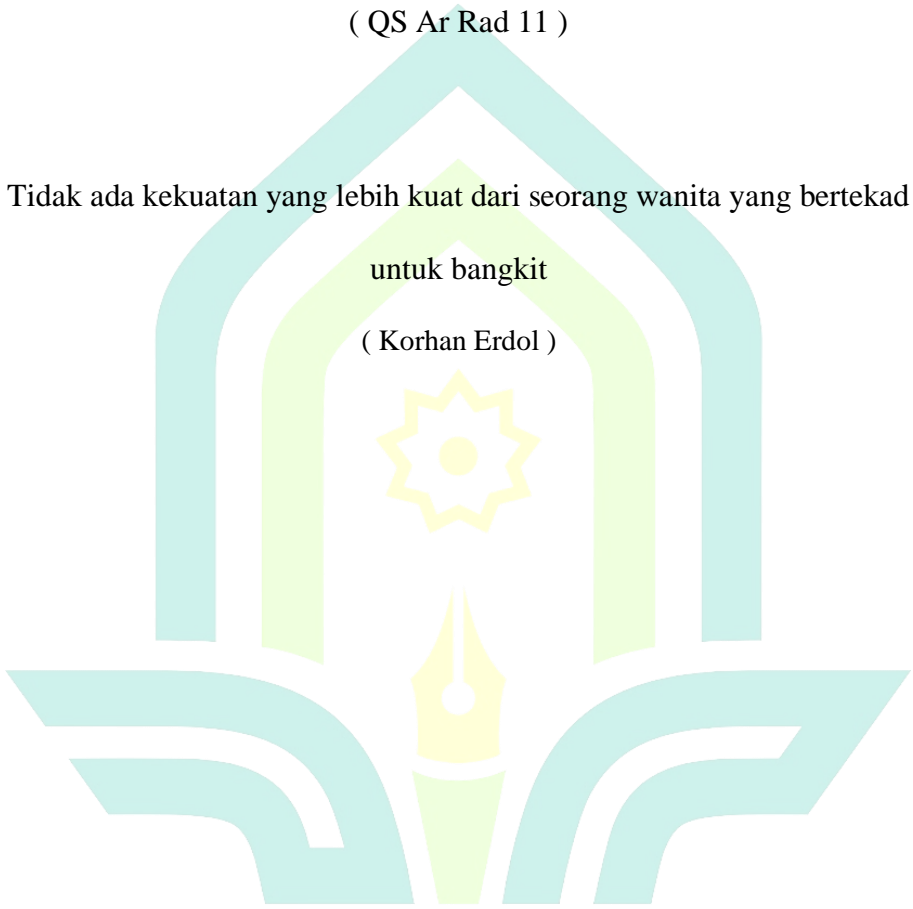 ( QS Ar Rad 11 )
Tidak ada kekuatan yang lebih kuat dari seorang wanita yang bertekad
untuk bangkit
( Korhan Erdol )